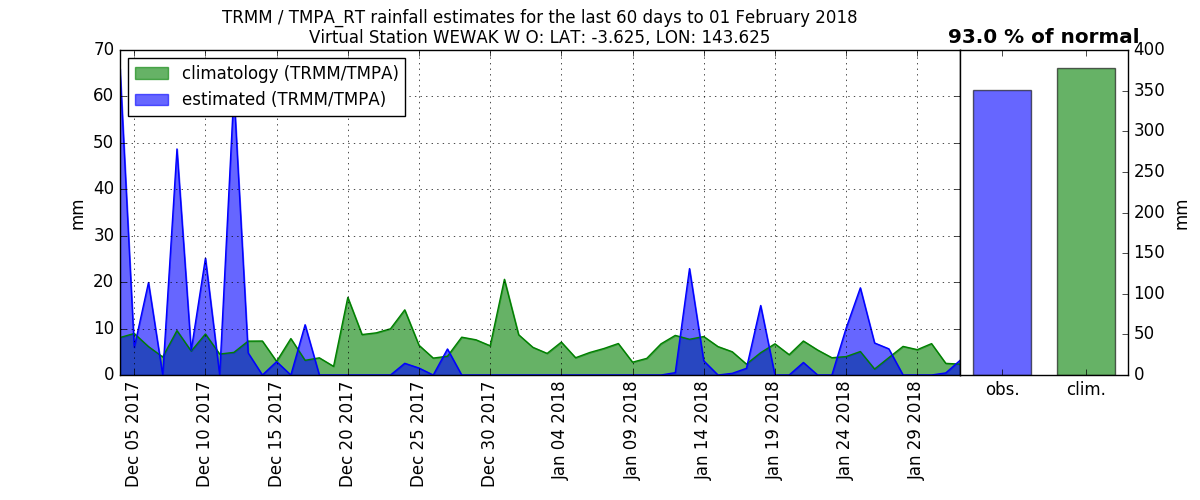 TRMM / TMPA_RT rainfall estimates for the last 60 days to 01 February 2018
Virtual Station WEWAK W O: LAT: -3.625, LON: 143.625
93.0 % of normal
climatology (TRMM/TMPA)
estimated (TRMM/TMPA)
mm
70
60
50
40
30
20
10
0
Dec 05 2017
Dec 10 2017
Dec 15 2017
Dec 20 2017
Dec 25 2017
Dec 30 2017
Jan 04 2018
Jan 09 2018
Jan 14 2018
Jan 19 2018
Jan 24 2018
Jan 29 2018
obs.
clim.
400
350
300
250
200
150
100
50
0
mm